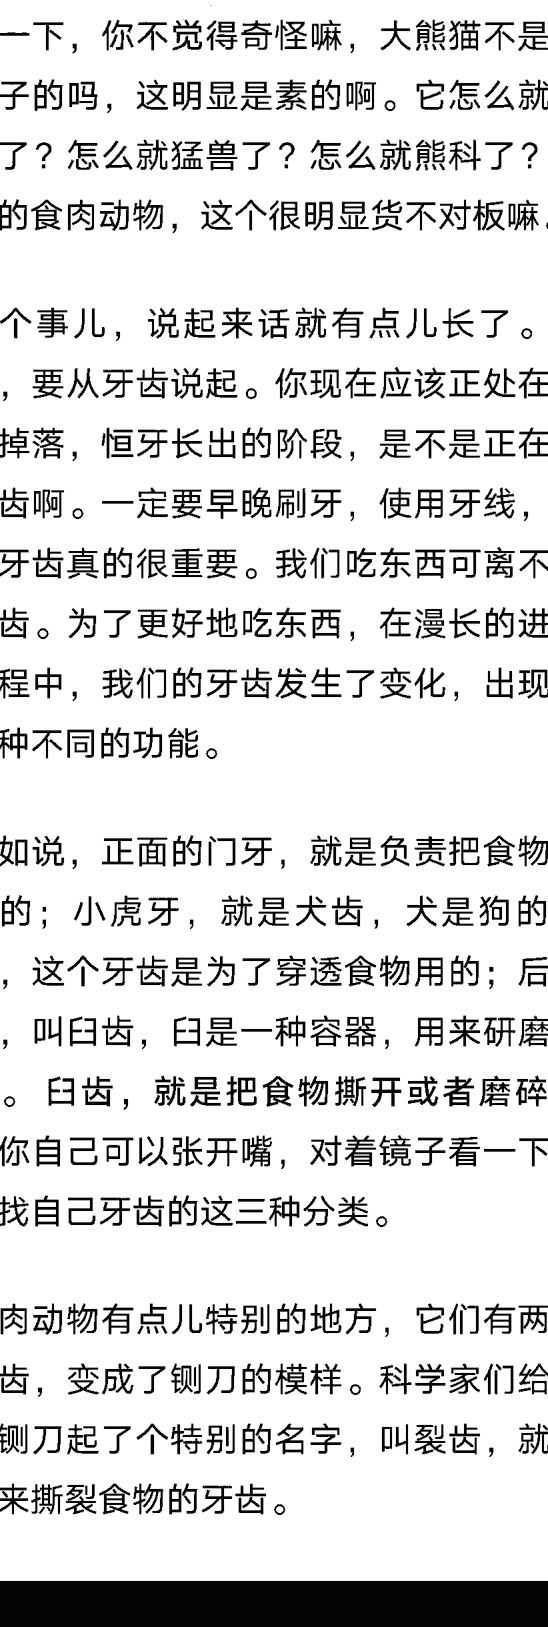 一下，你不觉得奇怪嘛，大熊猫不是
子的吗，这明显是素的啊。它怎么就
了？怎么就猛兽了？怎么就熊科了？
的食肉动物，这个很明显货不对板嘛
个事儿，说起来话就有点儿长了。
，要从牙齿说起。你现在应该正处在
掉落，恒牙长出的阶段，是不是正在
齿啊。一定要早晚刷牙，使用牙线，
牙齿真的很重要。我们吃东西可离不
齿。为了更好地吃东西，在漫长的进
程中，我们的牙齿发生了变化，出现
种不同的功能。
如说，正面的门牙，就是负责把食物
的；小虎牙，就是犬齿，犬是狗的
，这个牙齿是为了穿透食物用的；后
，叫臼齿，臼是一种容器，用来研磨
。臼齿，就是把食物撕开或者磨碎
你自己可以张开嘴，对着镜子看一下
找自己牙齿的这三种分类。
肉动物有点儿特别的地方，它们有两
齿，变成了铡刀的模样。科学家们给
铡刀起了个特别的名字，叫裂齿，就
来撕裂食物的牙齿。